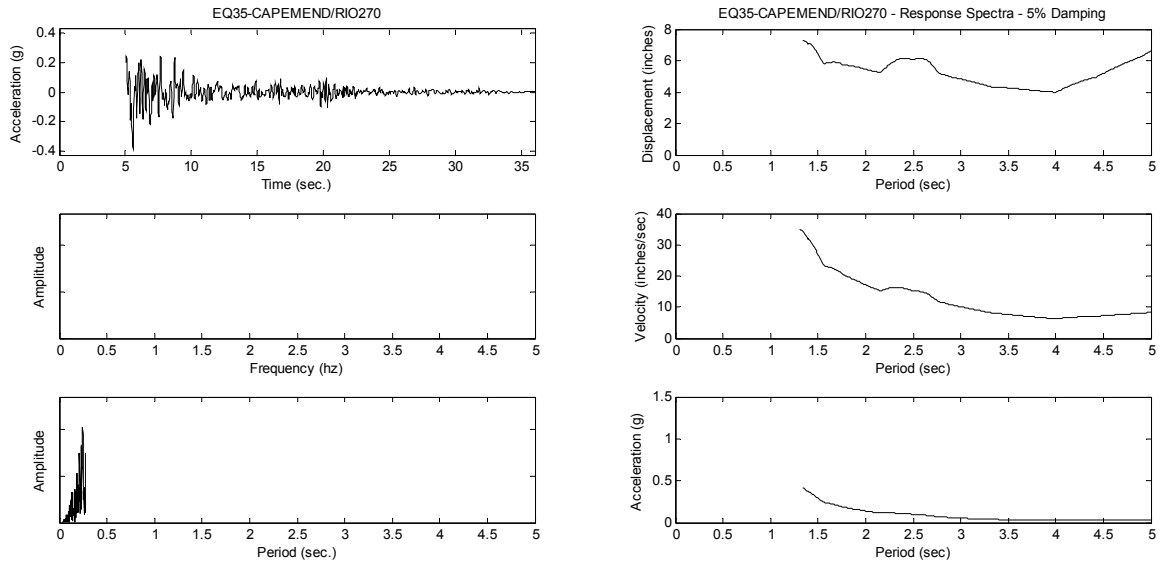 EQ35-CAPEMEND/RIO270
Acceleration (g)
0.4
0.2
0
-0.2
-0.4
0 5 10 15 20 25 30 35
Time (sec.)
Amplitude
0 0.5 1 1.5 2 2.5 3 3.5 4 4.5 5
Frequency (hz)
Amplitude
0 0.5 1 1.5 2 2.5 3 3.5 4 4.5 5
Period (sec.)
EQ35-CAPEMEND/RIO270 - Response Spectra - 5% Damping
Displacement (inches)
8
6
4
2
0
0 0.5 1 1.5 2 2.5 3 3.5 4 4.5 5
Period (sec)
Velocity (inches/sec)
40
30
20
10
0
0 0.5 1 1.5 2 2.5 3 3.5 4 4.5 5
Period (sec)
Acceleration (g)
1.5
1
0.5
0
0 0.5 1 1.5 2 2.5 3 3.5 4 4.5 5
Period (sec)